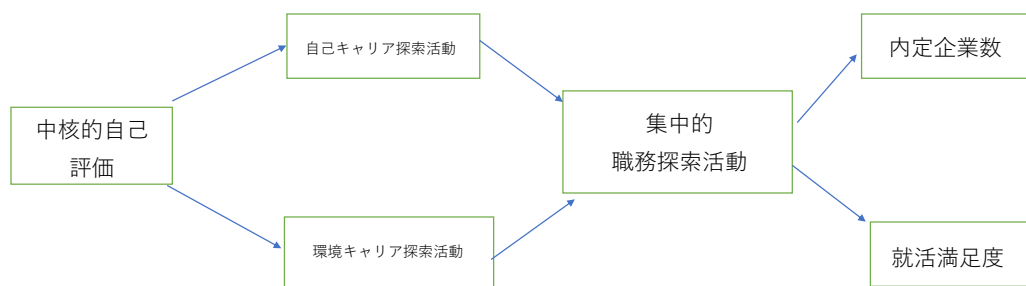 中核的自己
評価
自己キャリア探索活動
環境キャリア探索活動
集中的
職務探索活動
内定企業数
就活満足度